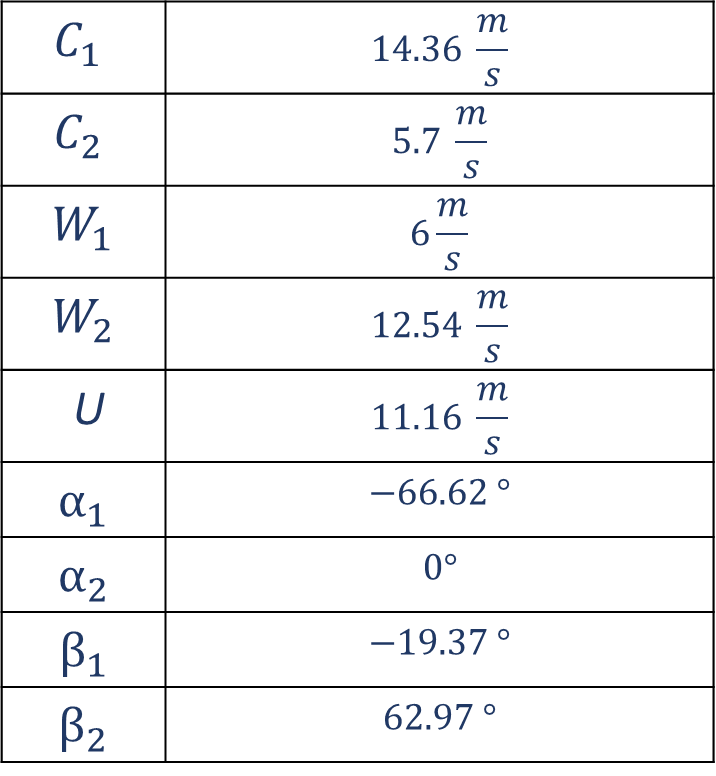 C₁ 14.36 m/s
C₂ 5.7 m/s
W₁ 6 m/s
W₂ 12.54 m/s
U 11.16 m/s
α₁ −66.62 °
α₂ 0°
β₁ −19.37 °
β₂ 62.97 °